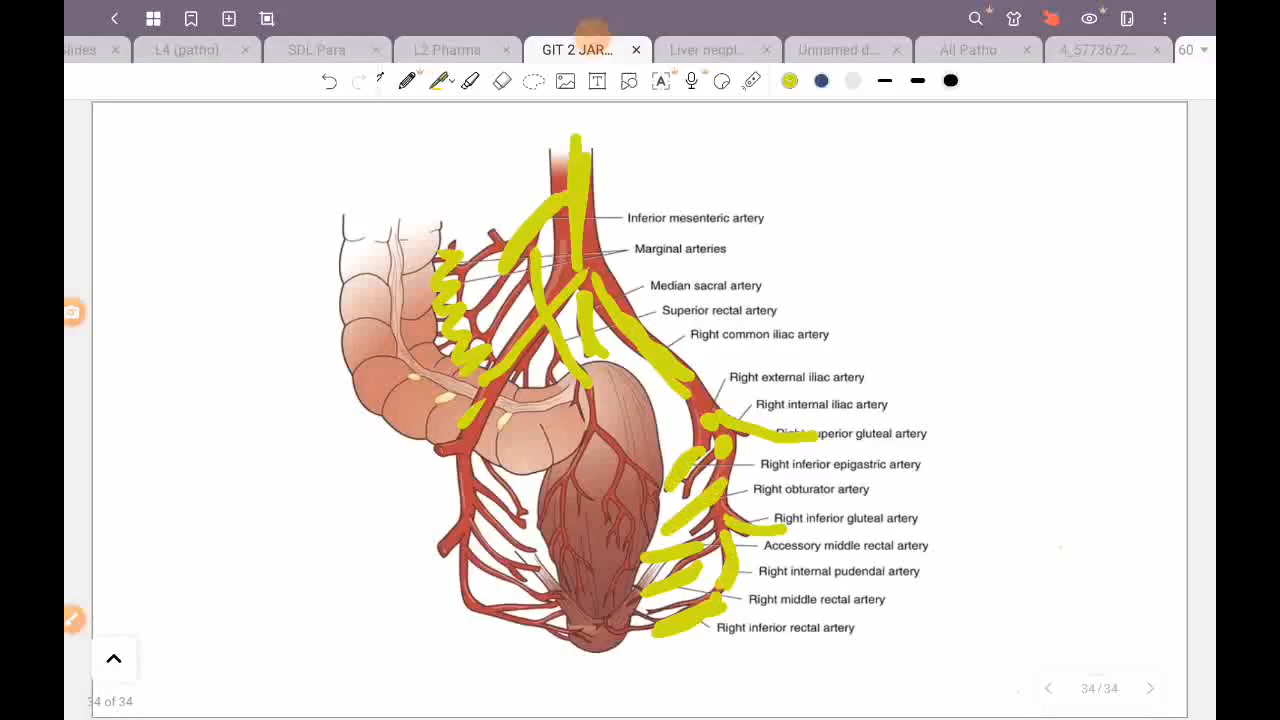 Slides
L4 (patho)
SDL Para
L2 Pharma
GIT 2 JAR...
Liver neopl...
Unnamed d...
All Patho
4_5773672...
60
Inferior mesenteric artery
Marginal arteries
Median sacral artery
Superior rectal artery
Right common iliac artery
Right external iliac artery
Right internal iliac artery
Right superior gluteal artery
Right inferior epigastric artery
Right obturator artery
Right inferior gluteal artery
Accessory middle rectal artery
Right internal pudendal artery
Right middle rectal artery
Right inferior rectal artery
34 of 34
34/34